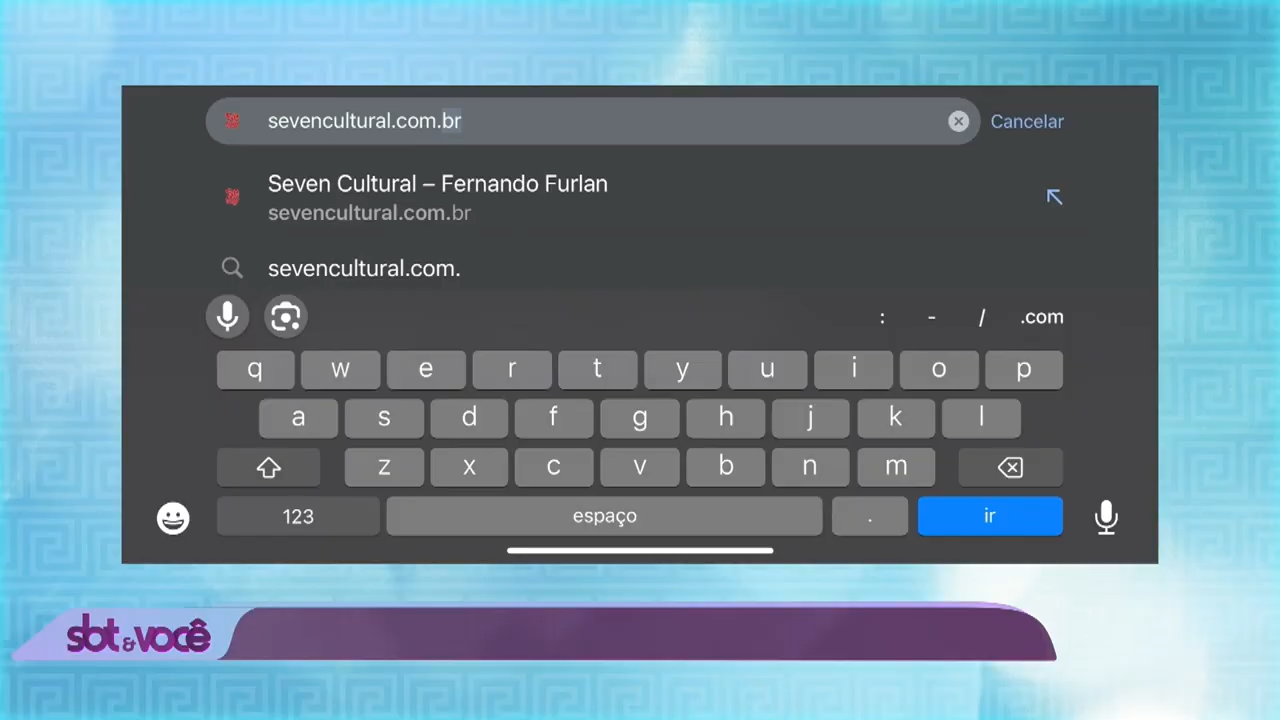 sevencultural.com.br
Cancelar
Seven Cultural – Fernando Furlan
sevencultural.com.br
sevencultural.com.
: - / .com
q w e r t y u i o p
a s d f g h j k l
z x c v b n m
123 espaço . ir
sbt &você